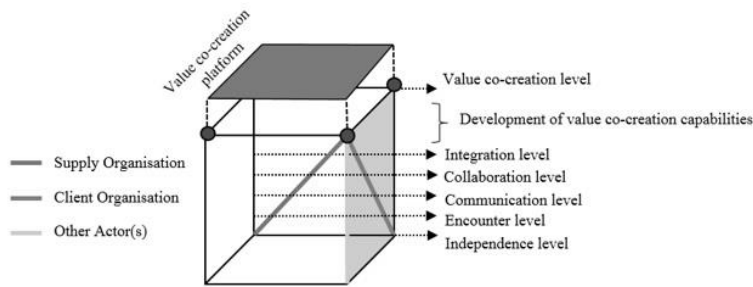 Value co-creation
platform
Value co-creation level
Development of value co-creation capabilities
Integration level
Collaboration level
Communication level
Encounter level
Independence level
Supply Organisation
Client Organisation
Other Actor(s)